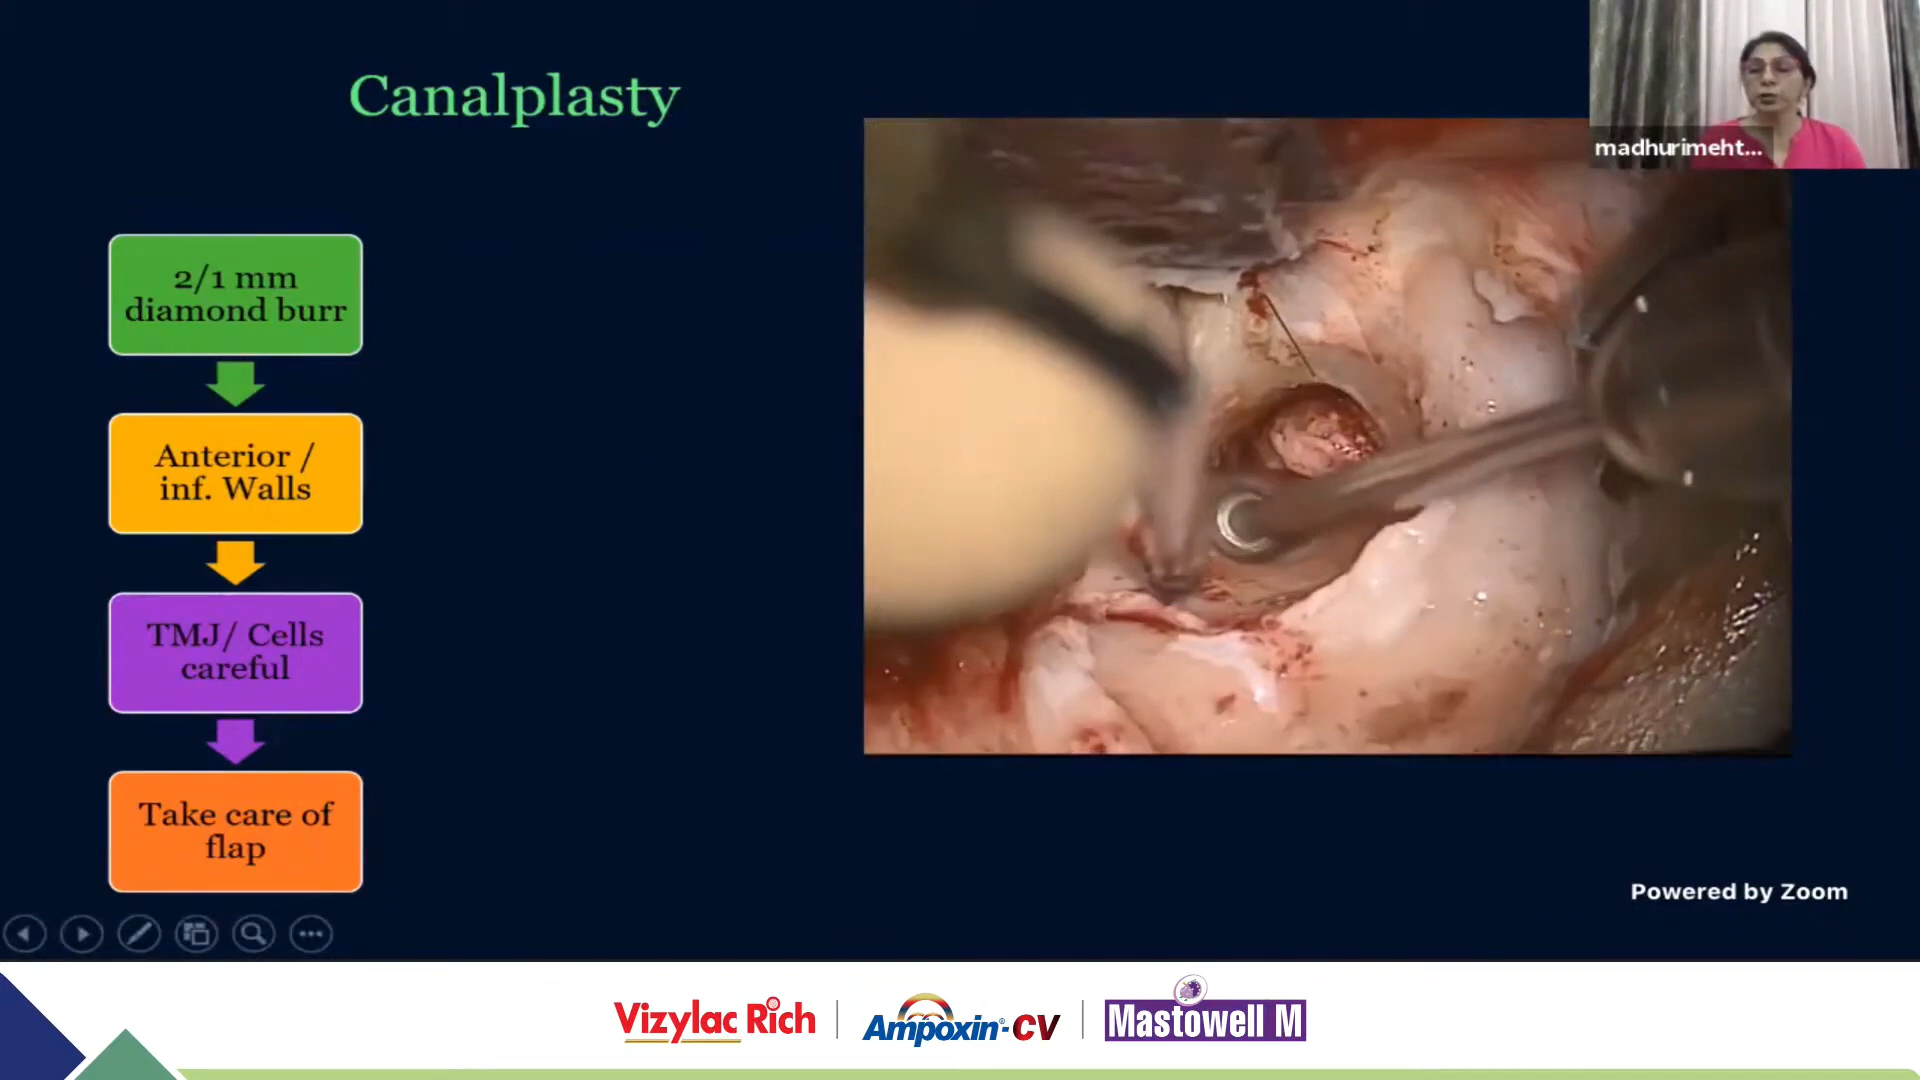 Canalplasty
madhurimeht...
2/1 mm
diamond burr
Anterior /
inf. Walls
TMJ/ Cells
careful
Take care of
flap
Powered by Zoom
Vizylac Rich
Ampoxin®-CV
Mastowell M